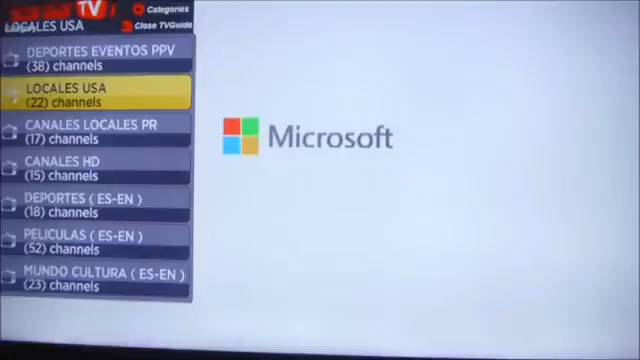 TV
Categories
LOCALES USA
Close TVGuide
DEPORTES EVENTOS PPV
(38) channels
LOCALES USA
(22) channels
CANALES LOCALES PR
(17) channels
CANALES HD
(15) channels
DEPORTES ( ES-EN )
(18) channels
PELICULAS ( ES-EN )
(52) channels
MUNDO CULTURA ( ES-EN )
(23) channels
Microsoft